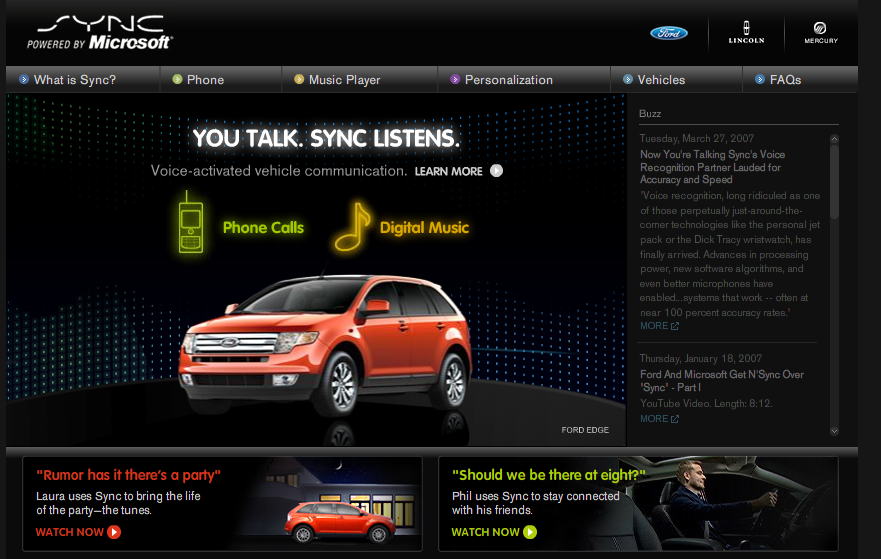 SYNC
POWERED BY Microsoft®
Ford
LINCOLN
MERCURY
What is Sync?
Phone
Music Player
Personalization
Vehicles
FAQs
YOU TALK. SYNC LISTENS.
Voice-activated vehicle communication. LEARN MORE
Phone Calls
Digital Music
FORD EDGE
Buzz
Tuesday, March 27, 2007
Now You're Talking Sync's Voice
Recognition Partner Lauded for
Accuracy and Speed
'Voice recognition, long ridiculed as one
of those perpetually just-around-the-
corner technologies like the personal jet
pack or the Dick Tracy wristwatch, has
finally arrived. Advances in processing
power, new software algorithms, and
even better microphones have
enabled...systems that work -- often at
near 100 percent accuracy rates.'
MORE
Thursday, January 18, 2007
Ford And Microsoft Get N'Sync Over
'Sync' - Part I
YouTube Video. Length: 8:12.
MORE
"Rumor has it there's a party"
Laura uses Sync to bring the life
of the party—the tunes.
WATCH NOW
"Should we be there at eight?"
Phil uses Sync to stay connected
with his friends.
WATCH NOW